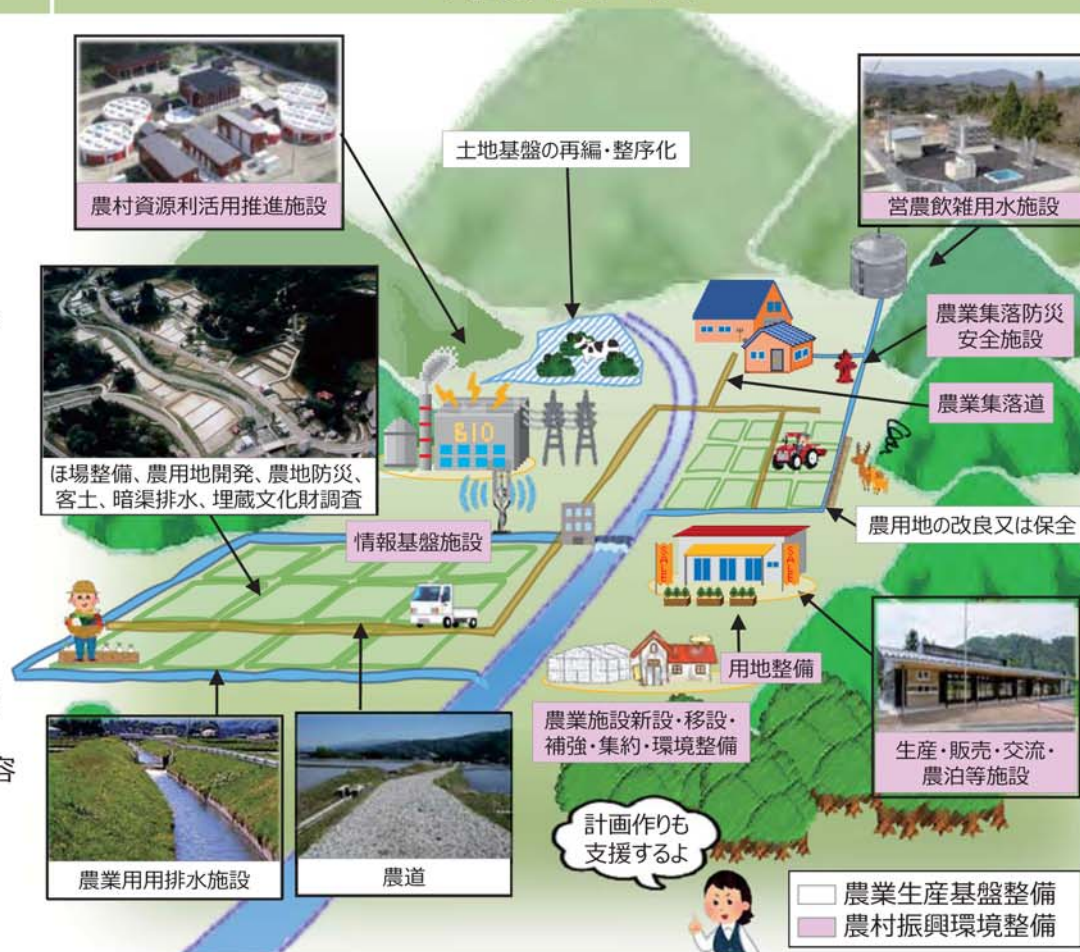 農村資源利活用推進施設
土地基盤の再編・整序化
営農飲雑用水施設
農業集落防災
安全施設
農業集落道
ほ場整備、農用地開発、農地防災、
客土、暗渠排水、埋蔵文化財調査
BIO
情報基盤施設
農用地の改良又は保全
SALE
SALE
用地整備
農業施設新設・移設・
補強・集約・環境整備
生産・販売・交流・
農泊等施設
容
農業用用排水施設
農道
計画作りも
支援するよ
農業生産基盤整備
農村振興環境整備